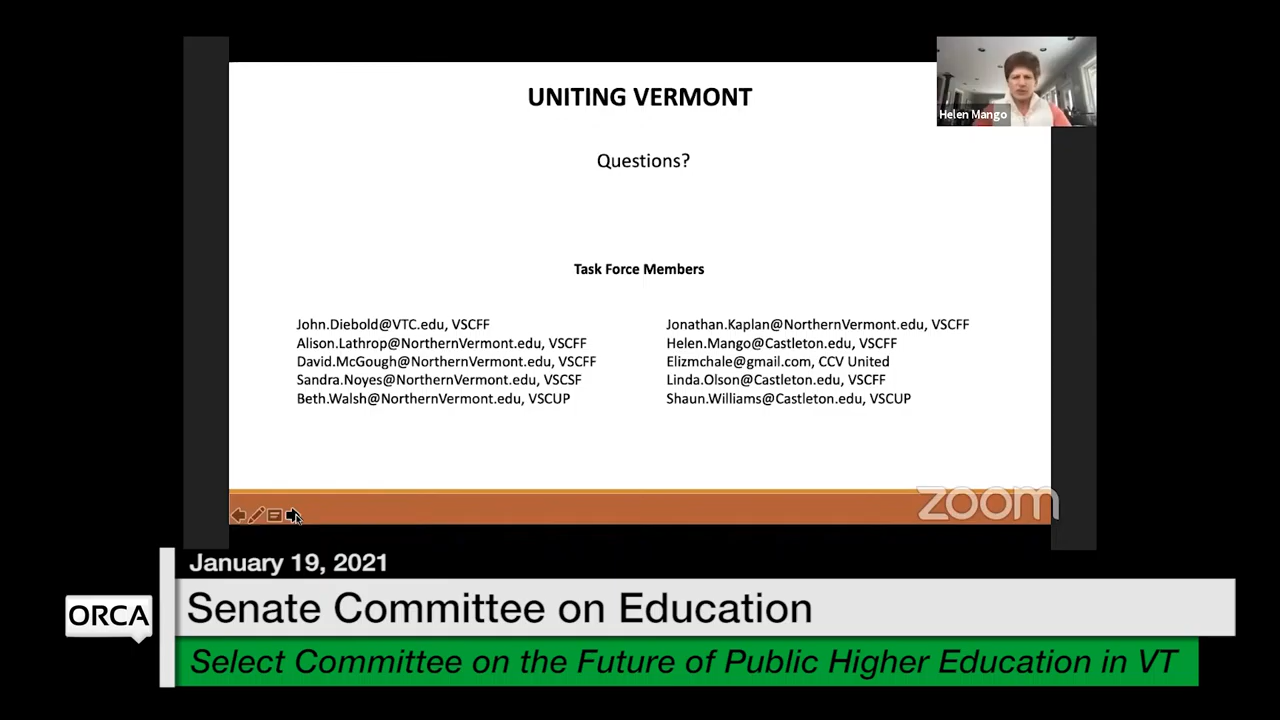 UNITING VERMONT
Helen Mango
Questions?
Task Force Members
John.Diebold@VTC.edu, VSCFF
Alison.Lathrop@NorthernVermont.edu, VSCFF
David.McGough@NorthernVermont.edu, VSCFF
Sandra.Noyes@NorthernVermont.edu, VSCSF
Beth.Walsh@NorthernVermont.edu, VSCUP
Jonathan.Kaplan@NorthernVermont.edu, VSCFF
Helen.Mango@Castleton.edu, VSCFF
Elizmchale@gmail.com, CCV United
Linda.Olson@Castleton.edu, VSCFF
Shaun.Williams@Castleton.edu, VSCUP
zoom
January 19, 2021
ORCA
Senate Committee on Education
Select Committee on the Future of Public Higher Education in VT